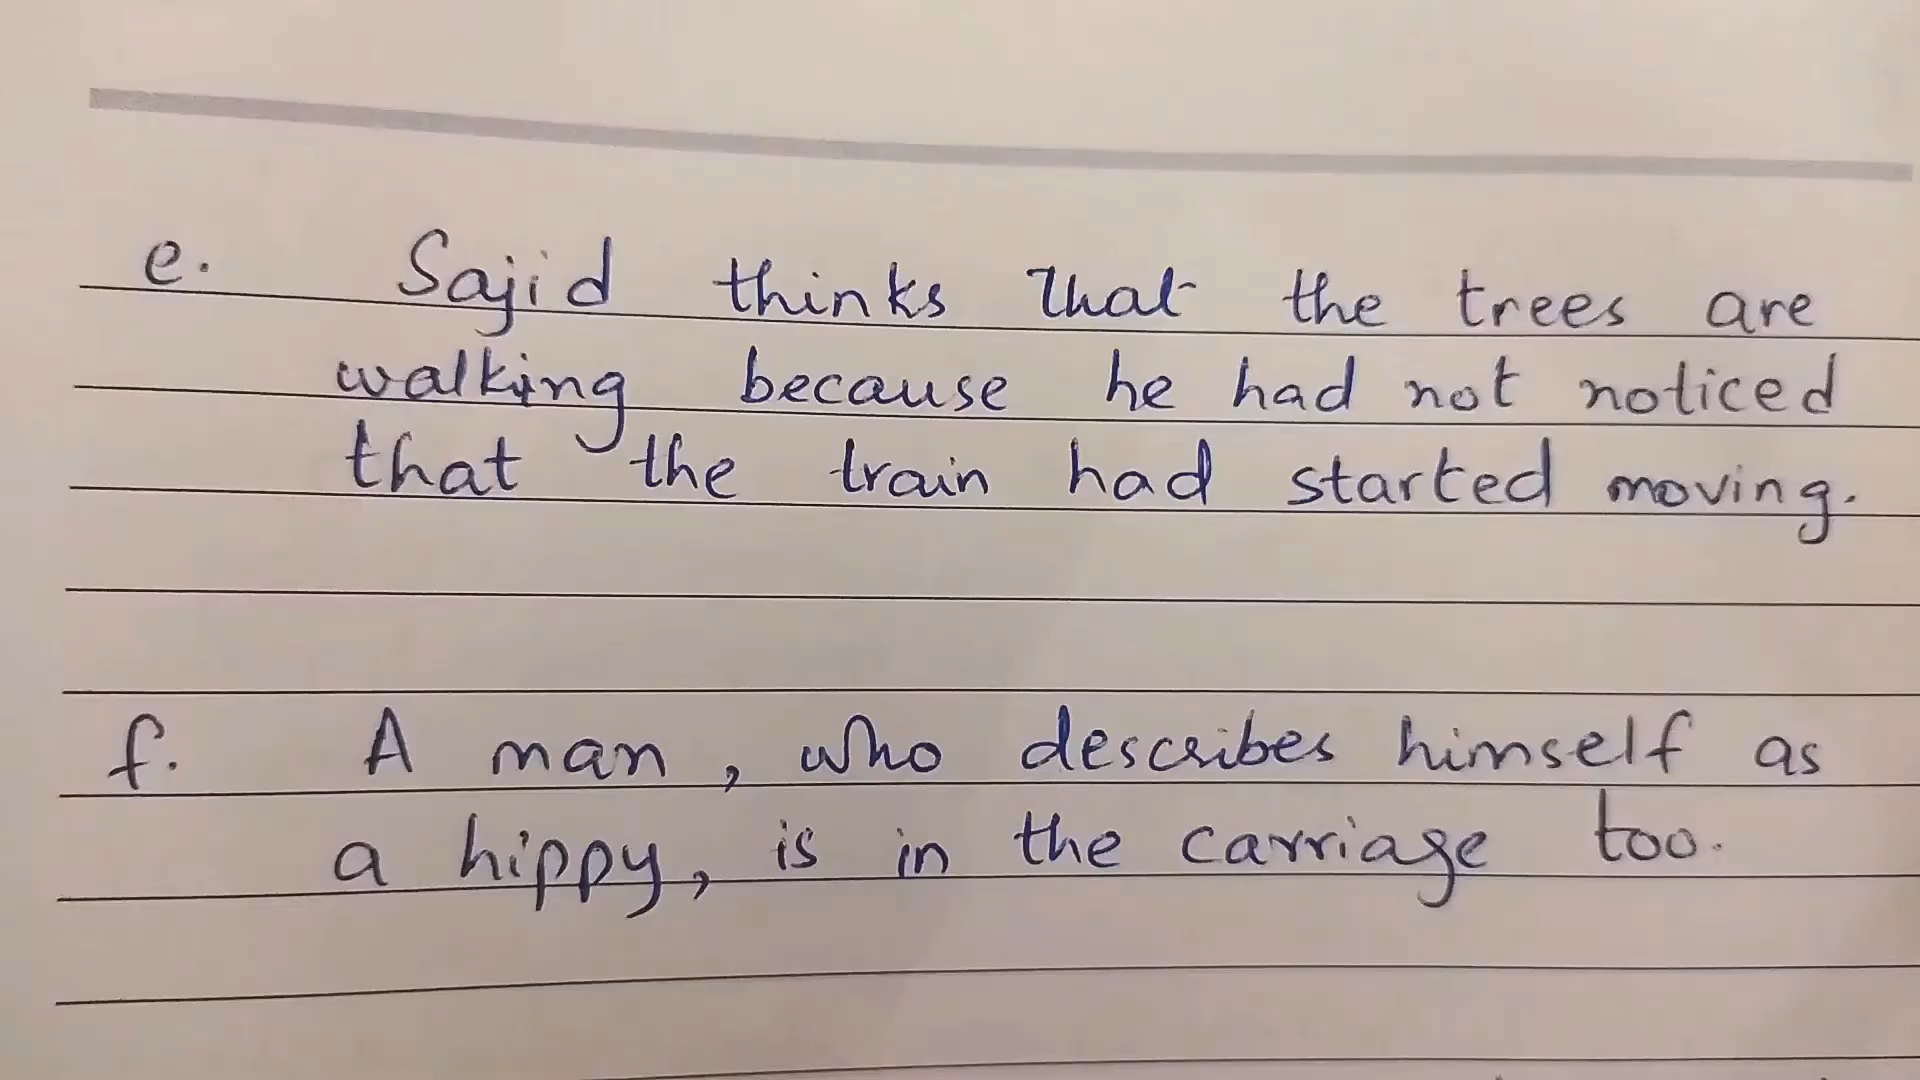 e. Sajid thinks that the trees are
walking because he had not noticed
that the train had started moving.
f. A man, who describes himself as
a hippy, is in the carriage too.